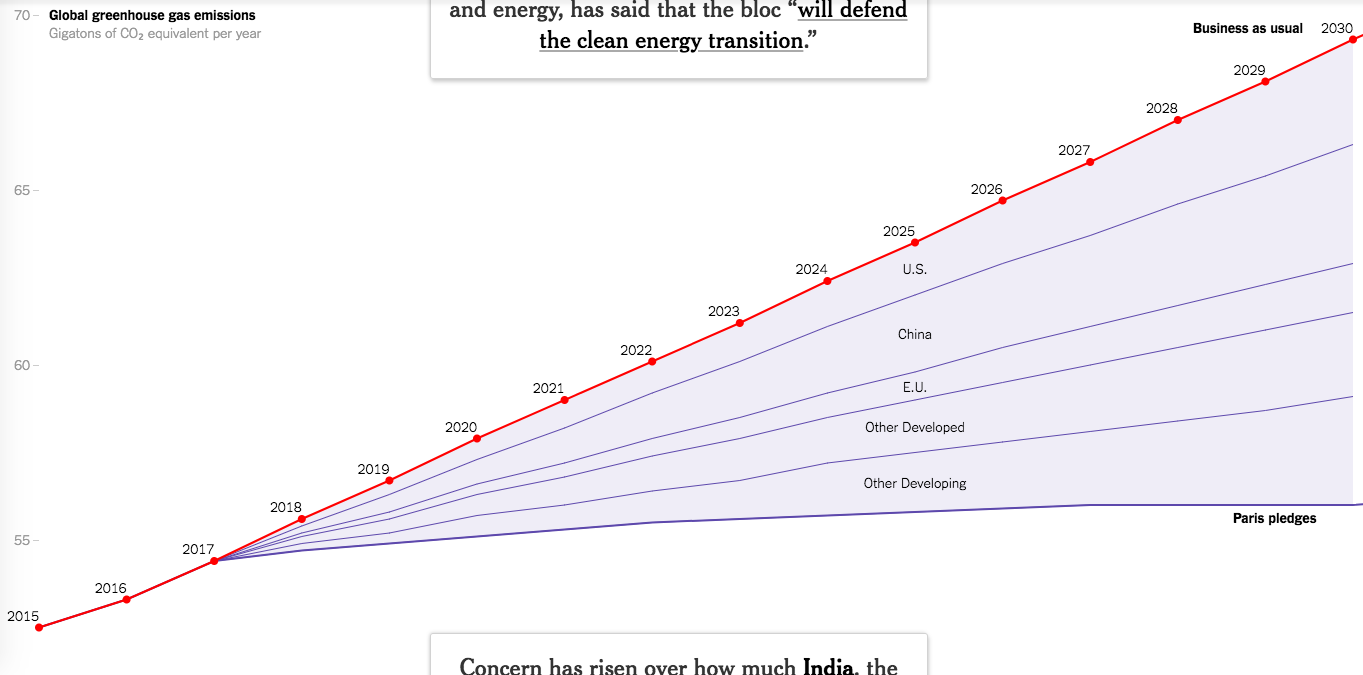 and energy, has said that the bloc “will defend
the clean energy transition.”
70
Global greenhouse gas emissions
Gigatons of CO₂ equivalent per year
Business as usual
2030
2029
2028
2027
65
2026
2025
2024
U.S.
2023
China
2022
60
2021
E.U.
2020
Other Developed
2019
Other Developing
2018
Paris pledges
55
2017
2016
2015
Concern has risen over how much India, the